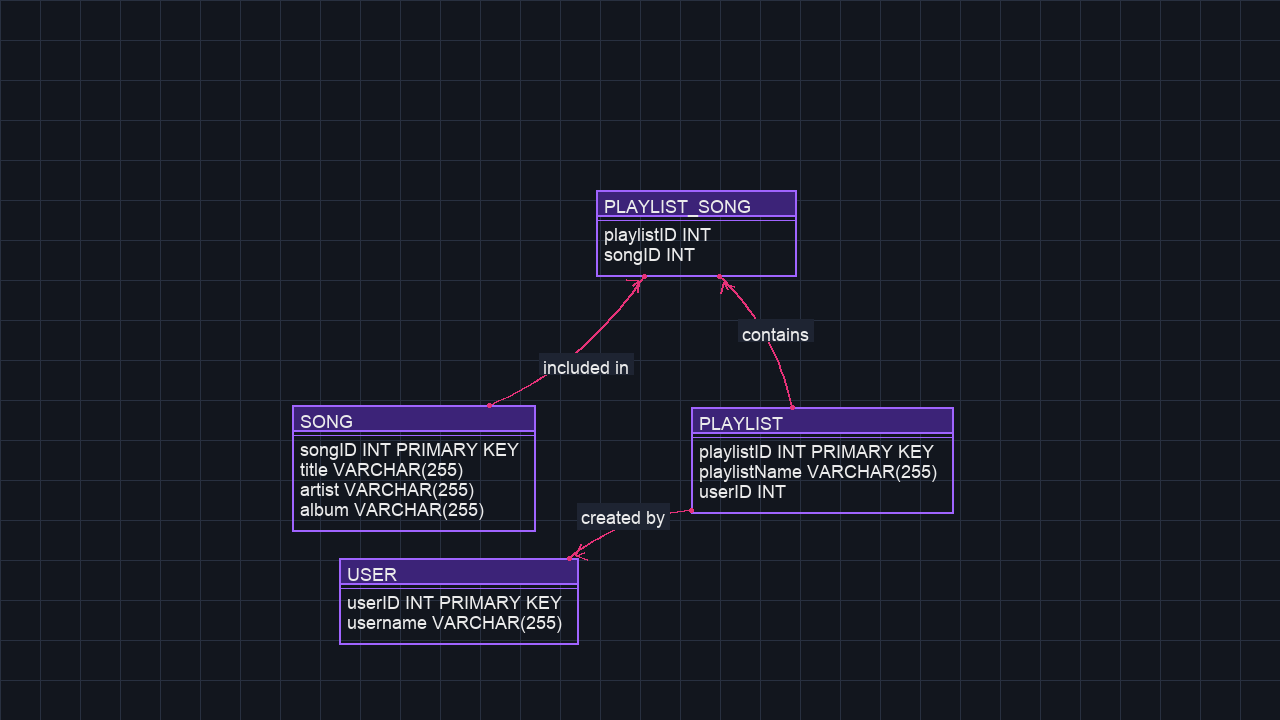 PLAYLIST_SONG
playlistID INT
songID INT
contains
included in
SONG
songID INT PRIMARY KEY
title VARCHAR(255)
artist VARCHAR(255)
album VARCHAR(255)
PLAYLIST
playlistID INT PRIMARY KEY
playlistName VARCHAR(255)
userID INT
created by
USER
userID INT PRIMARY KEY
username VARCHAR(255)